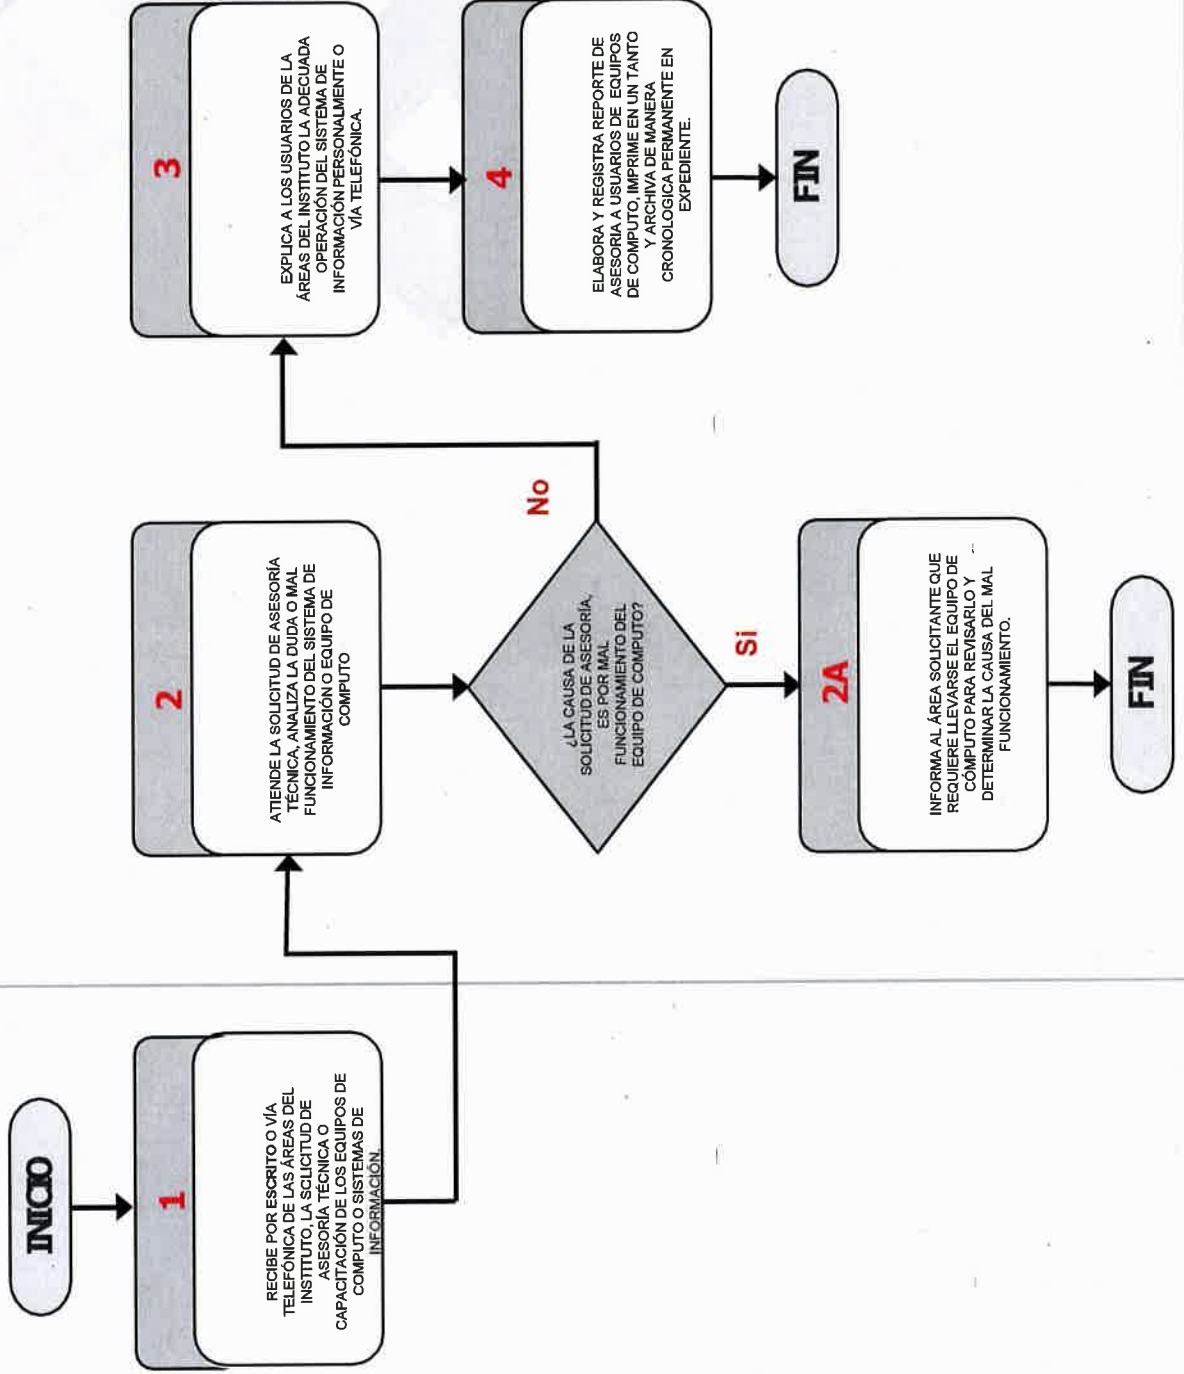 INICIO
1
RECIBE POR ESCRITO O VÍA
TELEFÓNICA DE LAS ÁREAS DEL
INSTITUTO, LA SOLICITUD DE
ASESORÍA TÉCNICA O
CAPACITACIÓN DE LOS EQUIPOS DE
COMPUTO O SISTEMAS DE
INFORMACIÓN.
2
ATIENDE LA SOLICITUD DE ASESORÍA
TÉCNICA, ANALIZA LA DUDA O MAL
FUNCIONAMIENTO DEL SISTEMA DE
INFORMACIÓN O EQUIPO DE
COMPUTO
¿LA CAUSA DE LA
SOLICITUD DE ASESORÍA,
ES POR MAL
FUNCIONAMIENTO DEL
EQUIPO DE COMPUTO?
No
Si
2A
INFORMA AL ÁREA SOLICITANTE QUE
REQUIERE LLEVARSE EL EQUIPO DE
CÓMPUTO PARA REVISARLO Y
DETERMINAR LA CAUSA DEL MAL
FUNCIONAMIENTO.
FIN
3
EXPLICA A LOS USUARIOS DE LA
ÁREAS DEL INSTITUTO LA ADECUADA
OPERACIÓN DEL SISTEMA DE
INFORMACIÓN PERSONALMENTE O
VÍA TELEFÓNICA.
4
ELABORA Y REGISTRA REPORTE DE
ASESORIA A USUARIOS DE EQUIPOS
DE COMPUTO, IMPRIME EN UN TANTO
Y ARCHIVA DE MANERA
CRONOLOGICA PERMANENTE EN
EXPEDIENTE.
FIN